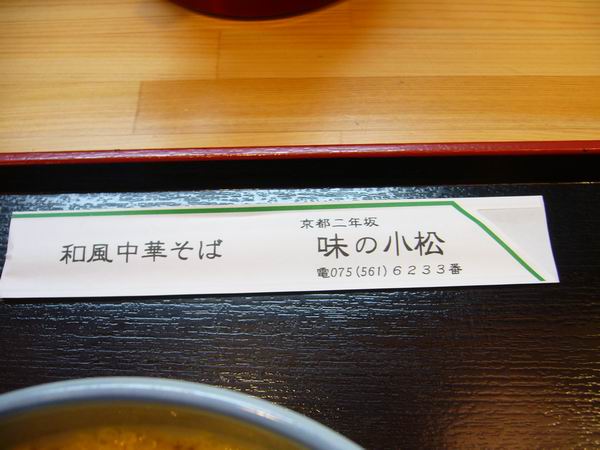 和風中華そば
京都二年坂
味の小松
電075(561)6233番